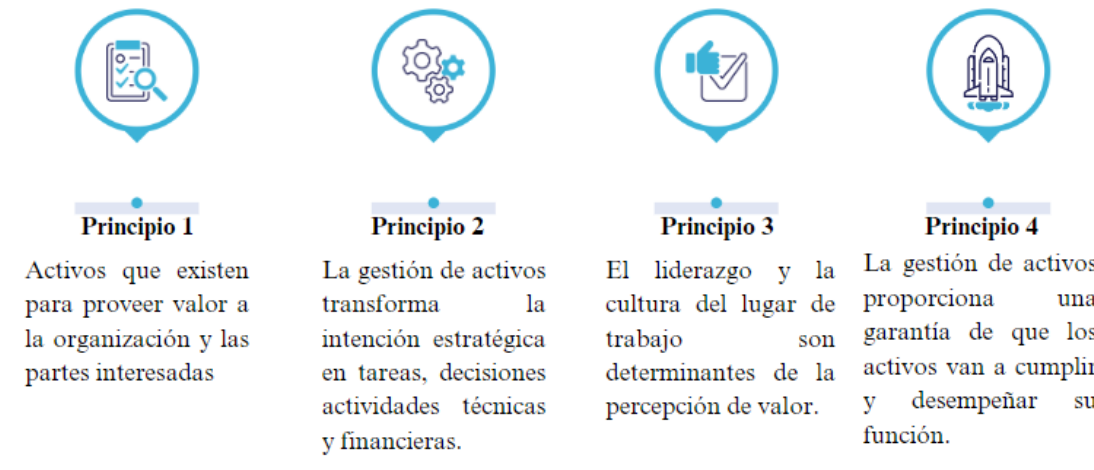 Principio 1
Activos que existen
para proveer valor a
la organización y las
partes interesadas
Principio 2
La gestión de activos
transforma la
intención estratégica
en tareas, decisiones
actividades técnicas
y financieras.
Principio 3
El liderazgo y la
cultura del lugar de
trabajo son
determinantes de la
percepción de valor.
Principio 4
La gestión de activos
proporciona una
garantía de que los
activos van a cumplir
y desempeñar su
función.